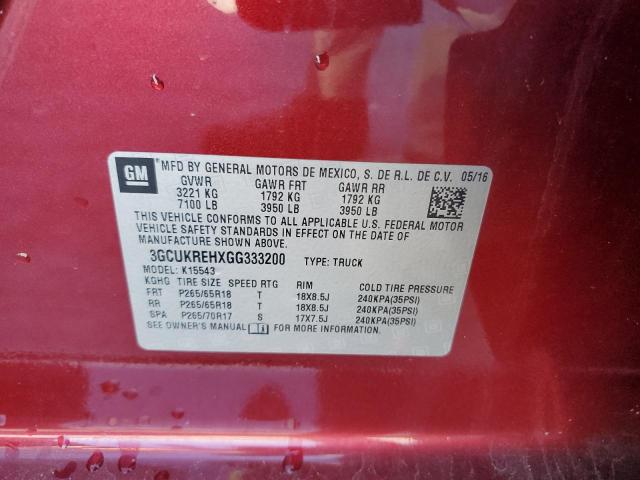 GM
MFD BY GENERAL MOTORS DE MEXICO, S. DE R.L. DE C.V. 05/16
GVWR GAWR FRT GAWR RR
3221 KG 1792 KG 1792 KG
7100 LB 3950 LB 3950 LB
THIS VEHICLE CONFORMS TO ALL APPLICABLE U.S. FEDERAL MOTOR
VEHICLE SAFETY STANDARDS IN EFFECT ON THE DATE OF
MANUFACTURE SHOWN ABOVE.
3GCUKREHXGG333200 TYPE: TRUCK
MODEL: K15543
KGHG TIRE SIZE SPEED RTG RIM COLD TIRE PRESSURE
FRT P265/65R18 T 18X8.5J 240KPA(35PSI)
RR P265/65R18 T 18X8.5J 240KPA(35PSI)
SPA P265/70R17 S 17X7.5J 240KPA(35PSI)
SEE OWNER'S MANUAL FOR MORE INFORMATION.